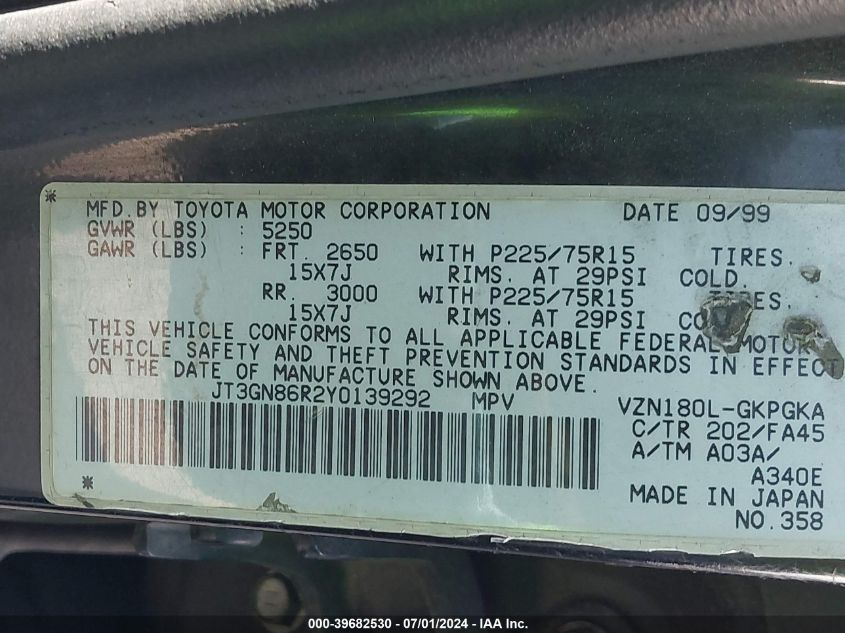 MFD.BY TOYOTA MOTOR CORPORATION DATE 09/99
GVWR (LBS) : 5250
GAWR (LBS) : FRT. 2650 WITH P225/75R15 TIRES.
15X7J RIMS. AT 29PSI COLD.
RR. 3000 WITH P225/75R15 TIRES.
15X7J RIMS. AT 29PSI
THIS VEHICLE CONFORMS TO ALL APPLICABLE FEDERAL MOTOR
VEHICLE SAFETY AND THEFT PREVENTION STANDARDS IN EFFECT
ON THE DATE OF MANUFACTURE SHOWN ABOVE.
JT3GN86R2Y0139292 MPV VZN180L-GKPGKA
C/TR 202/FA45
A/TM A03A/
A340E
MADE IN JAPAN
NO.358
000-39682530 - 07/01/2024 - IAA Inc.